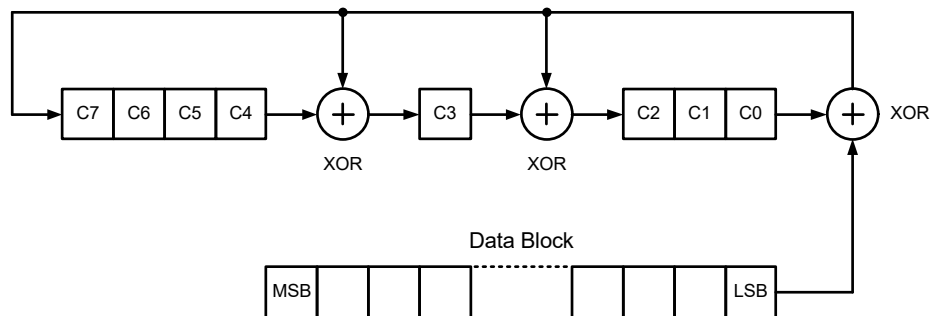 C7 C6 C5 C4 C3 C2 C1 C0 XOR
XOR XOR
Data Block
MSB LSB